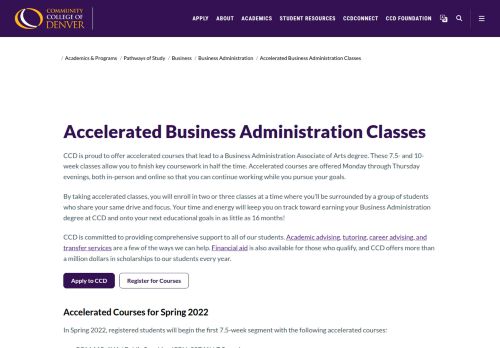 COMMUNITY
COLLEGE OF
DENVER
APPLY ABOUT ACADEMICS STUDENT RESOURCES CCDCONNECT CCD FOUNDATION
/ Academics & Programs / Pathways of Study / Business / Business Administration / Accelerated Business Administration Classes
Accelerated Business Administration Classes
CCD is proud to offer accelerated courses that lead to a Business Administration Associate of Arts degree. These 7.5- and 10-
week classes allow you to finish key coursework in half the time. Accelerated courses are offered Monday through Thursday
evenings, both in-person and online so that you can continue working while you pursue your goals.
By taking accelerated classes, you will enroll in two or three classes at a time where you'll be surrounded by a group of students
who share your same drive and focus. Your time and energy will keep you on track toward earning your Business Administration
degree at CCD and onto your next educational goals in as little as 16 months!
CCD is committed to providing comprehensive support to all of our students. Academic advising, tutoring, career advising, and
transfer services are a few of the ways we can help. Financial aid is also available for those who qualify, and CCD offers more than
a million dollars in scholarships to our students every year.
Apply to CCD Register for Courses
Accelerated Courses for Spring 2022
In Spring 2022, registered students will begin the first 7.5-week segment with the following accelerated courses: